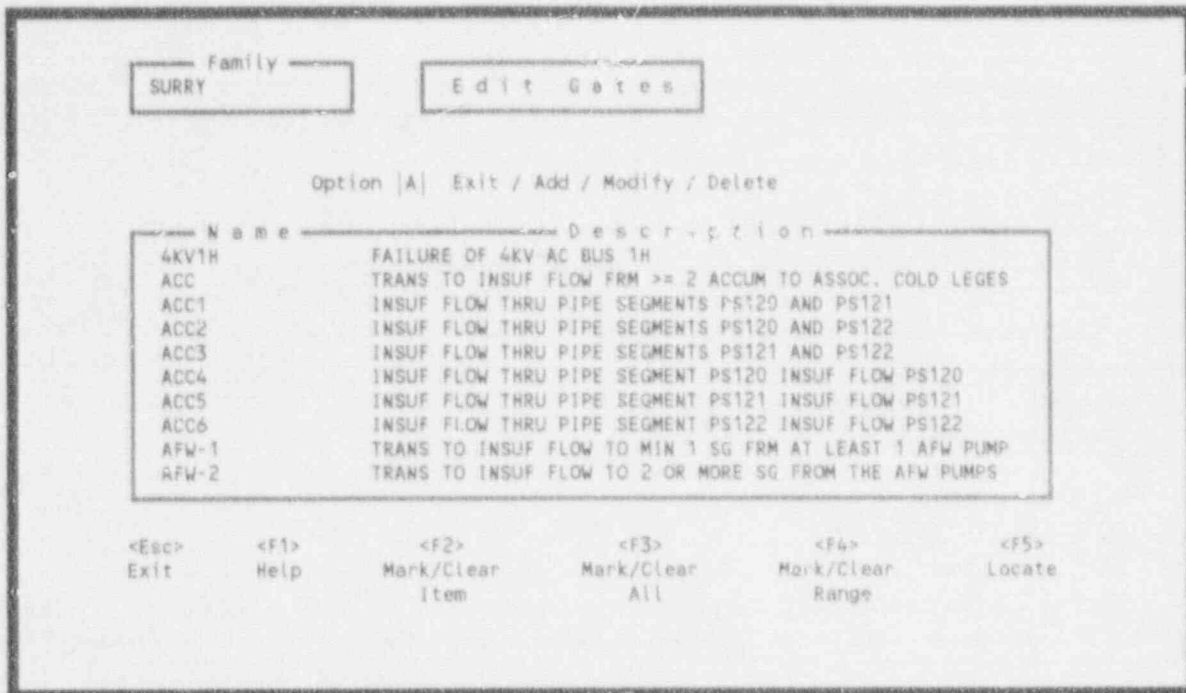 Family
SURRY
Edit Gates
Option |A| Exit / Add / Modify / Delete
Name Description
4KV1H FAILURE OF 4KV AC BUS 1H
ACC TRANS TO INSUF FLOW FRM >= 2 ACCUM TO ASSOC. COLD LEGES
ACC1 INSUF FLOW THRU PIPE SEGMENTS PS120 AND PS121
ACC2 INSUF FLOW THRU PIPE SEGMENTS PS120 AND PS122
ACC3 INSUF FLOW THRU PIPE SEGMENTS PS121 AND PS122
ACC4 INSUF FLOW THRU PIPE SEGMENT PS120 INSUF FLOW PS120
ACC5 INSUF FLOW THRU PIPE SEGMENT PS121 INSUF FLOW PS121
ACC6 INSUF FLOW THRU PIPE SEGMENT PS122 INSUF FLOW PS122
AFW-1 TRANS TO INSUF FLOW TO MIN 1 SG FRM AT LEAST 1 AFW PUMP
AFW-2 TRANS TO INSUF FLOW TO 2 OR MORE SG FROM THE AFW PUMPS
<Esc> <F1> <F2> <F3> <F4> <F5>
Exit Help Mark/Clear Mark/Clear Mark/Clear Locate
Item All Range